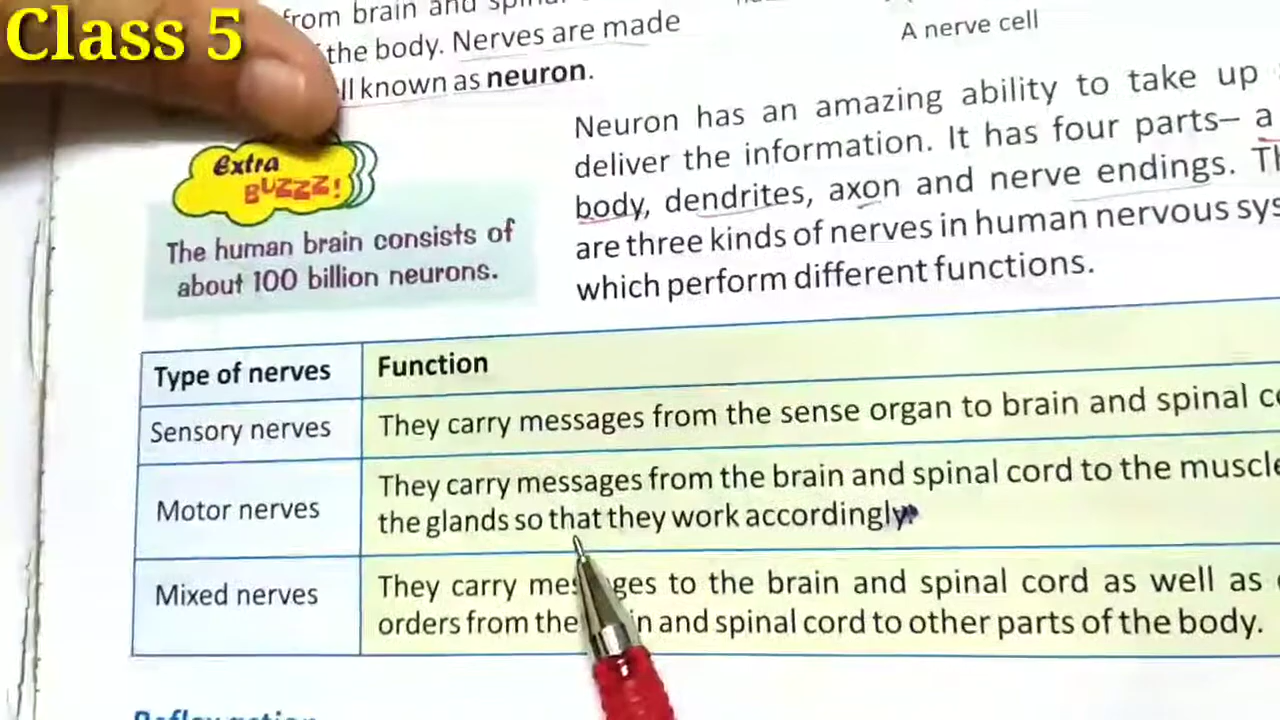 Class 5
from brain and
the body. Nerves are made
known as neuron.
A nerve cell
Extra
BUZZZ!
The human brain consists of
about 100 billion neurons.
Neuron has an amazing ability to take up
deliver the information. It has four parts– a
body, dendrites, axon and nerve endings.
are three kinds of nerves in human nervous
which perform different functions.
Type of nerves Function
Sensory nerves They carry messages from the sense organ to brain and spinal
Motor nerves They carry messages from the brain and spinal cord to the
the glands so that they work accordingly.
Mixed nerves They carry messages to the brain and spinal cord as well as
orders from the and spinal cord to other parts of the body.